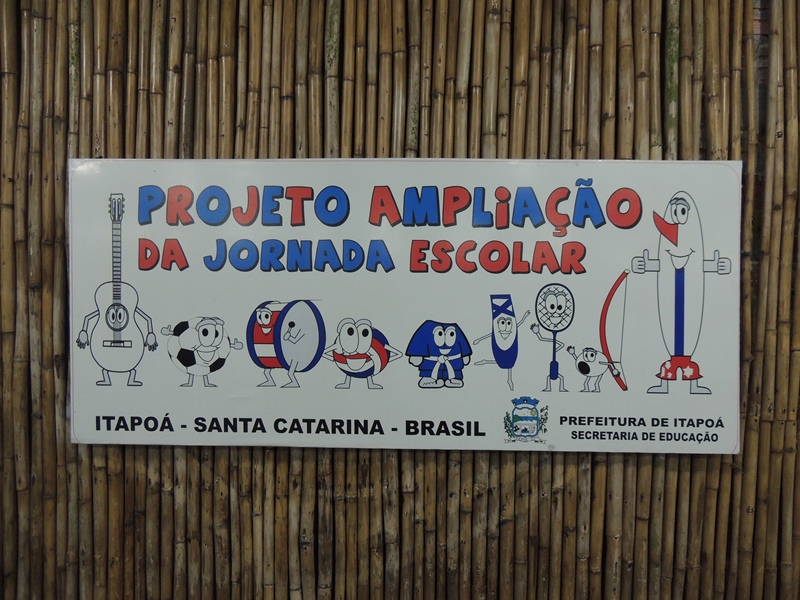 PROJETO AMPLIAÇÃO
DA JORNADA ESCOLAR
ITAPOÁ - SANTA CATARINA - BRASIL
PREFEITURA DE ITAPOÁ
SECRETARIA DE EDUCAÇÃO